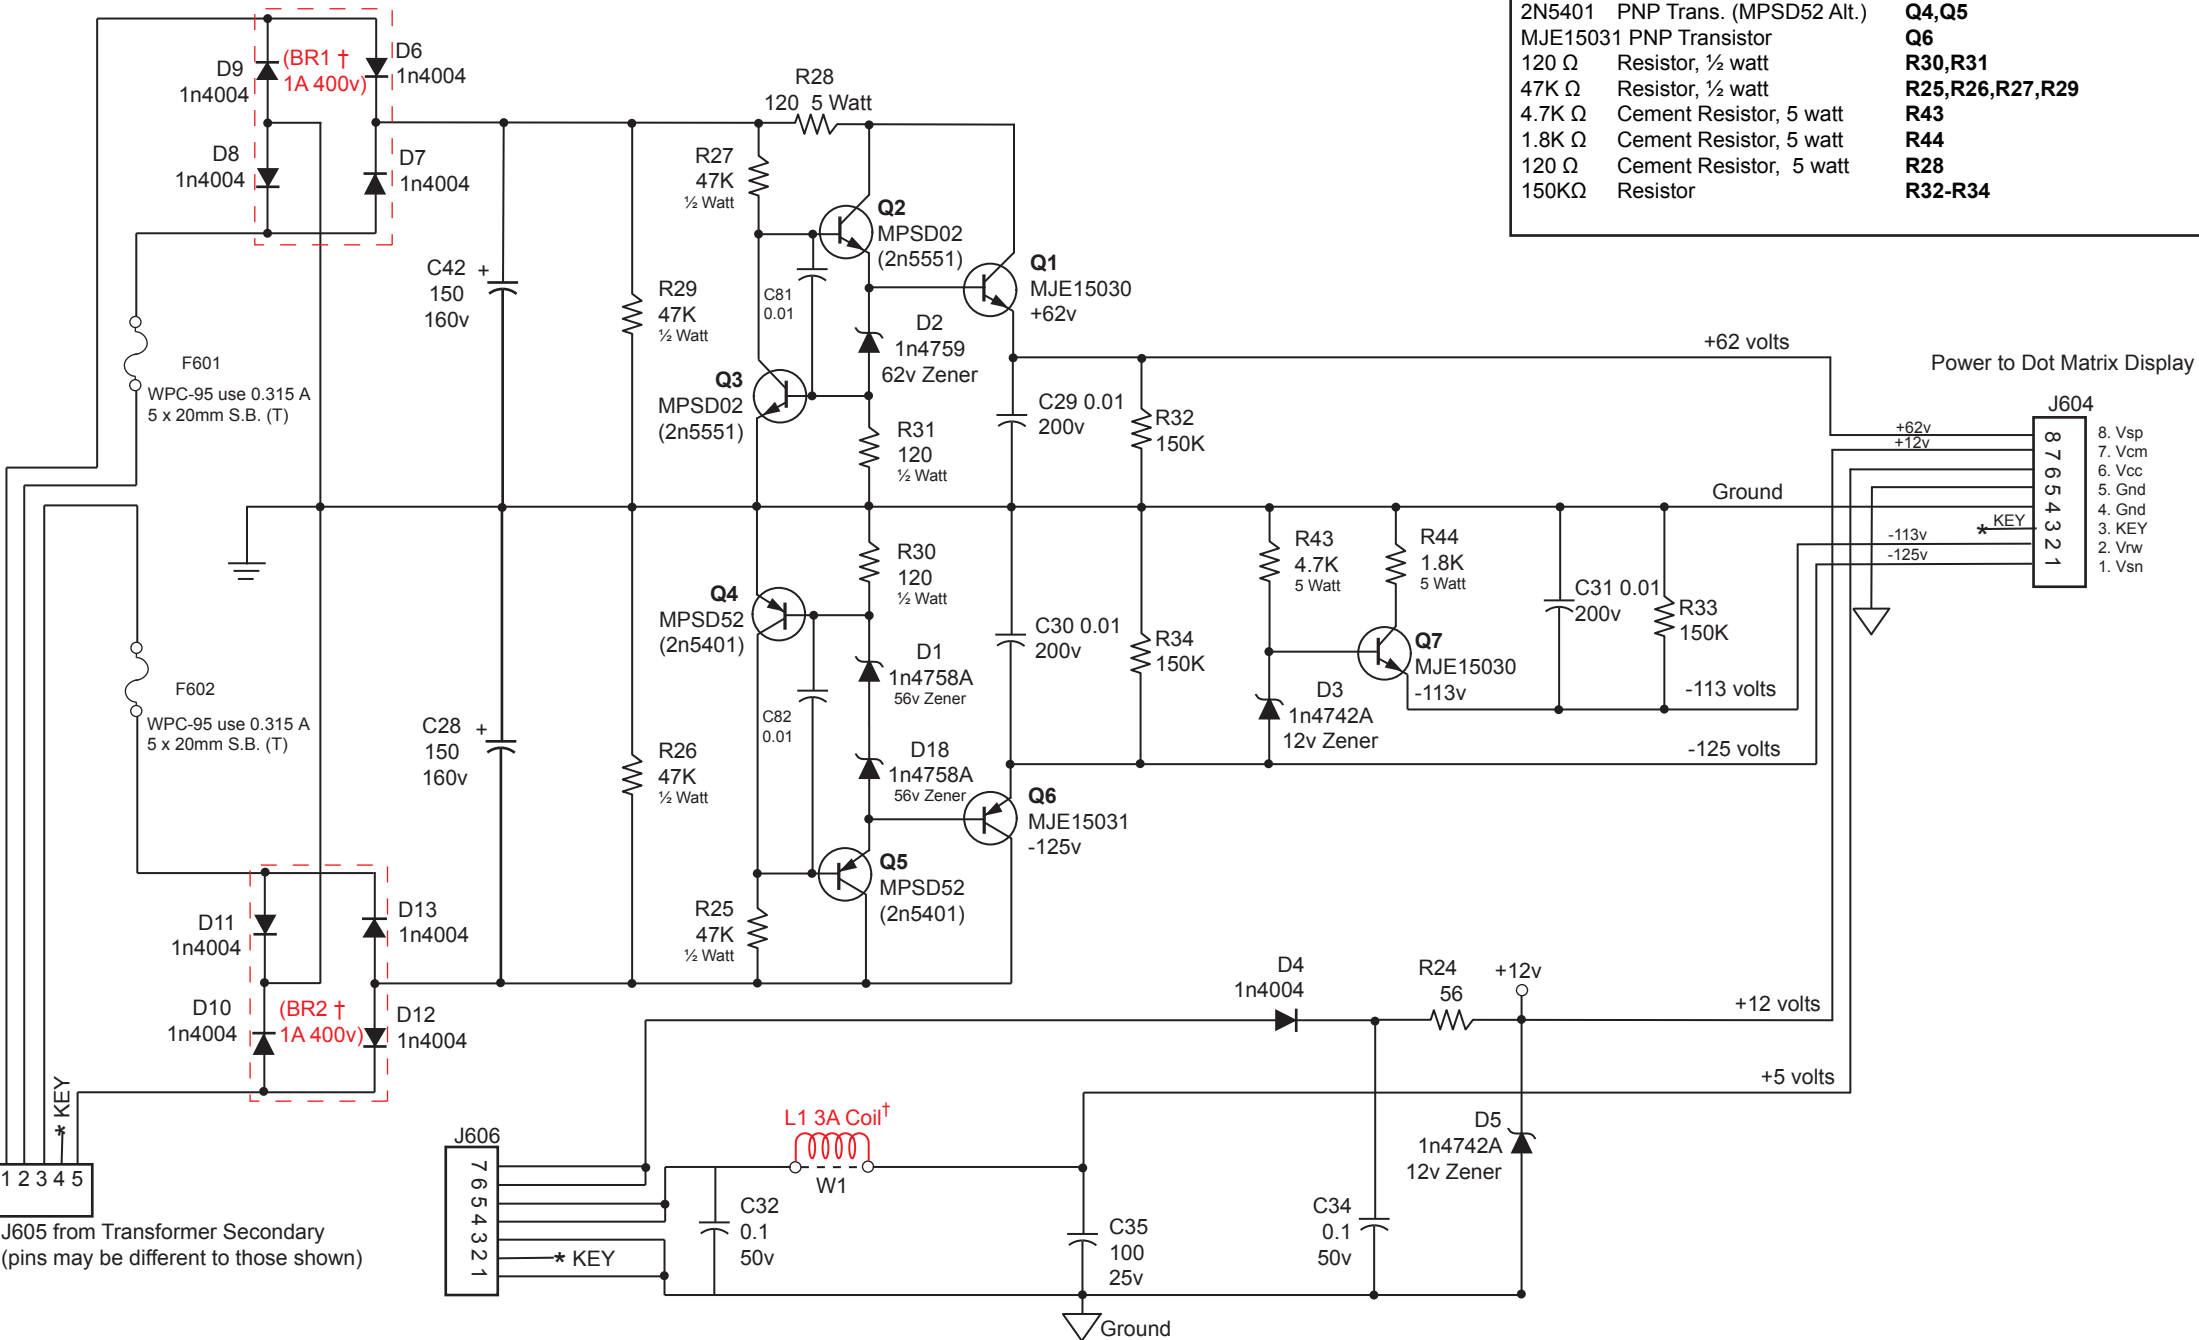 2N5401 PNP Trans. (MPSD52 Alt.) Q4,Q5
MJE15031 PNP Transistor Q6
120 Ω Resistor, ½ watt R30,R31
47K Ω Resistor, ½ watt R25,R26,R27,R29
4.7K Ω Cement Resistor, 5 watt R43
1.8K Ω Cement Resistor, 5 watt R44
120 Ω Cement Resistor, 5 watt R28
150KΩ Resistor R32-R34
D9
1n4004
(BR1 †
1A 400v)
D6
1n4004
D8
1n4004
D7
1n4004
R28
120 5 Watt
R27
47K
½ Watt
Q2
MPSD02
(2n5551)
C42 +
150
160v
R29
47K
½ Watt
C81
0.01
Q1
MJE15030
+62v
D2
1n4759
62v Zener
F601
WPC-95 use 0.315 A
5 x 20mm S.B. (T)
Q3
MPSD02
(2n5551)
R31
120
½ Watt
C29 0.01
200v
R32
150K
+62 volts
Power to Dot Matrix Display
J604
+62v
+12v
KEY
*
-113v
-125v
8
7
6
5
4
3
2
1
8. Vsp
7. Vcm
6. Vcc
5. Gnd
4. Gnd
3. KEY
2. Vrw
1. Vsn
Ground
R30
120
½ Watt
Q4
MPSD52
(2n5401)
D1
1n4758A
56v Zener
C82
0.01
D18
1n4758A
56v Zener
C30 0.01
200v
R34
150K
R43
4.7K
5 Watt
R44
1.8K
5 Watt
Q7
MJE15030
-113v
D3
1n4742A
12v Zener
C31 0.01
200v
R33
150K
-113 volts
-125 volts
F602
WPC-95 use 0.315 A
5 x 20mm S.B. (T)
C28 +
150
160v
R26
47K
½ Watt
Q6
MJE15031
-125v
Q5
MPSD52
(2n5401)
R25
47K
½ Watt
D11
1n4004
D13
1n4004
D10
1n4004
(BR2 †
1A 400v)
D12
1n4004
D4
1n4004
R24
56
+12v
+12 volts
+5 volts
D5
1n4742A
12v Zener
* KEY
1 2 3 4 5
J605 from Transformer Secondary
(pins may be different to those shown)
J606
7
6
5
4
3
2
1
* KEY
L1 3A Coil†
W1
C32
0.1
50v
C35
100
25v
C34
0.1
50v
Ground